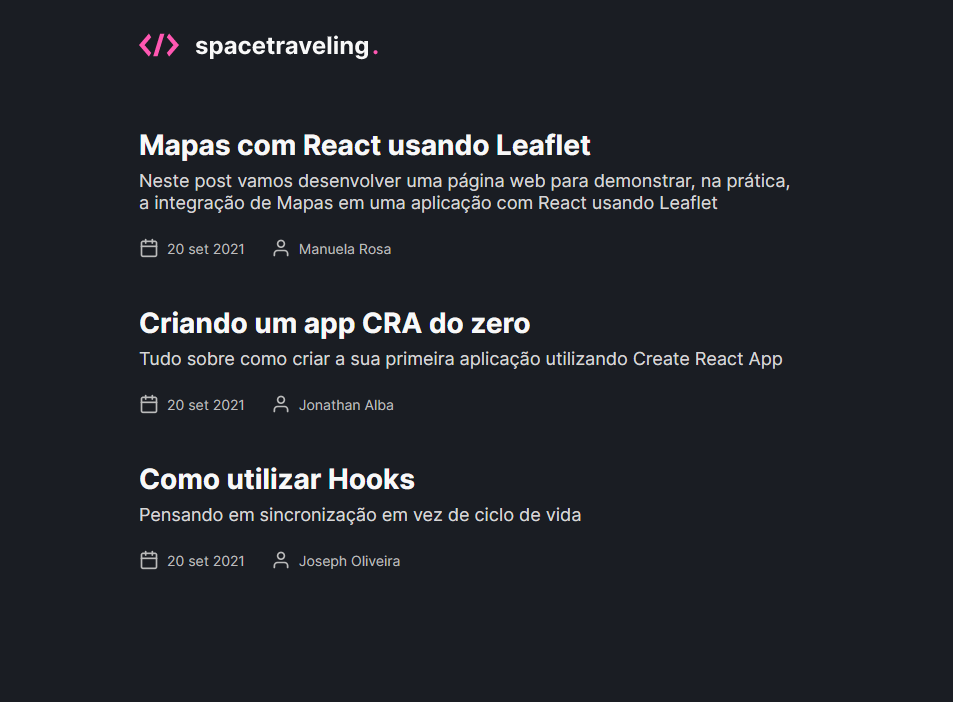 </> spacetraveling.
Mapas com React usando Leaflet
Neste post vamos desenvolver uma página web para demonstrar, na prática,
a integração de Mapas em uma aplicação com React usando Leaflet
20 set 2021 Manuela Rosa
Criando um app CRA do zero
Tudo sobre como criar a sua primeira aplicação utilizando Create React App
20 set 2021 Jonathan Alba
Como utilizar Hooks
Pensando em sincronização em vez de ciclo de vida
20 set 2021 Joseph Oliveira